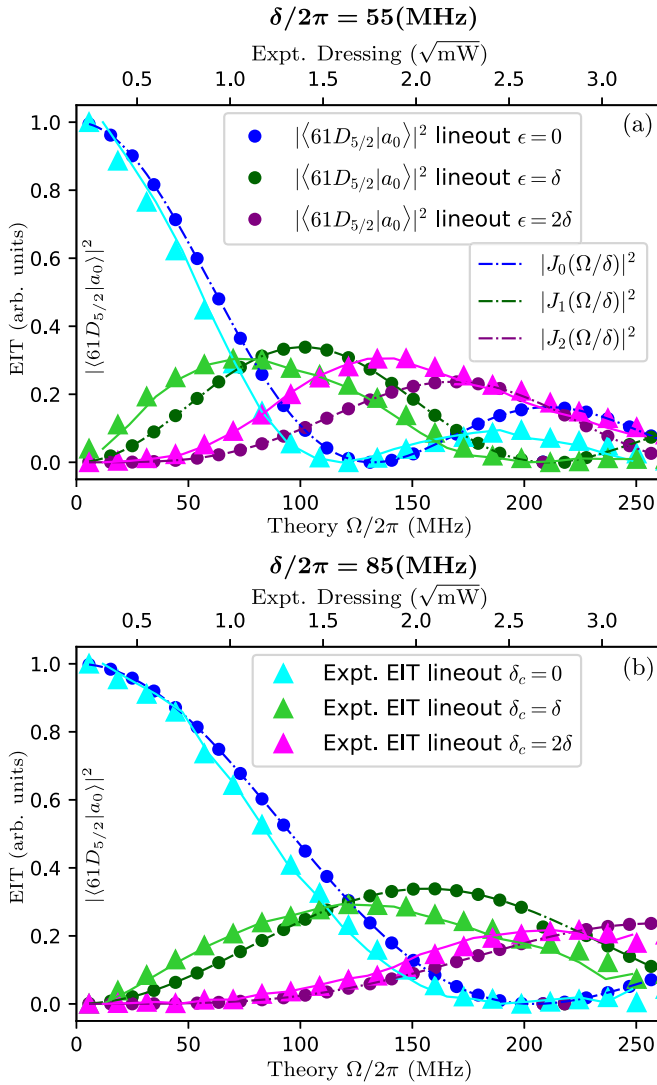 δ/2π = 55(MHz)
Expt. Dressing (√mW)
0.5 1.0 1.5 2.0 2.5 3.0
(a)
|⟨61D₅/₂|a₀⟩|² lineout ϵ=0
|⟨61D₅/₂|a₀⟩|² lineout ϵ=δ
|⟨61D₅/₂|a₀⟩|² lineout ϵ=2δ
|J₀(Ω/δ)|²
|J₁(Ω/δ)|²
|J₂(Ω/δ)|²
EIT (arb. units)
|⟨61D₅/₂|a₀⟩|²
1.0
0.8
0.6
0.4
0.2
0.0
0 50 100 150 200 250
Theory Ω/2π (MHz)
δ/2π = 85(MHz)
Expt. Dressing (√mW)
0.5 1.0 1.5 2.0 2.5 3.0
(b)
Expt. EIT lineout δ_c=0
Expt. EIT lineout δ_c=δ
Expt. EIT lineout δ_c=2δ
EIT (arb. units)
|⟨61D₅/₂|a₀⟩|²
1.0
0.8
0.6
0.4
0.2
0.0
0 50 100 150 200 250
Theory Ω/2π (MHz)